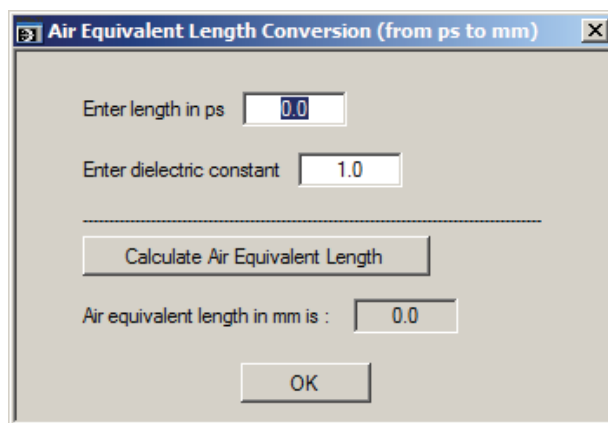 Air Equivalent Length Conversion (from ps to mm)
Enter length in ps 0.0
Enter dielectric constant 1.0
Calculate Air Equivalent Length
Air equivalent length in mm is : 0.0
OK